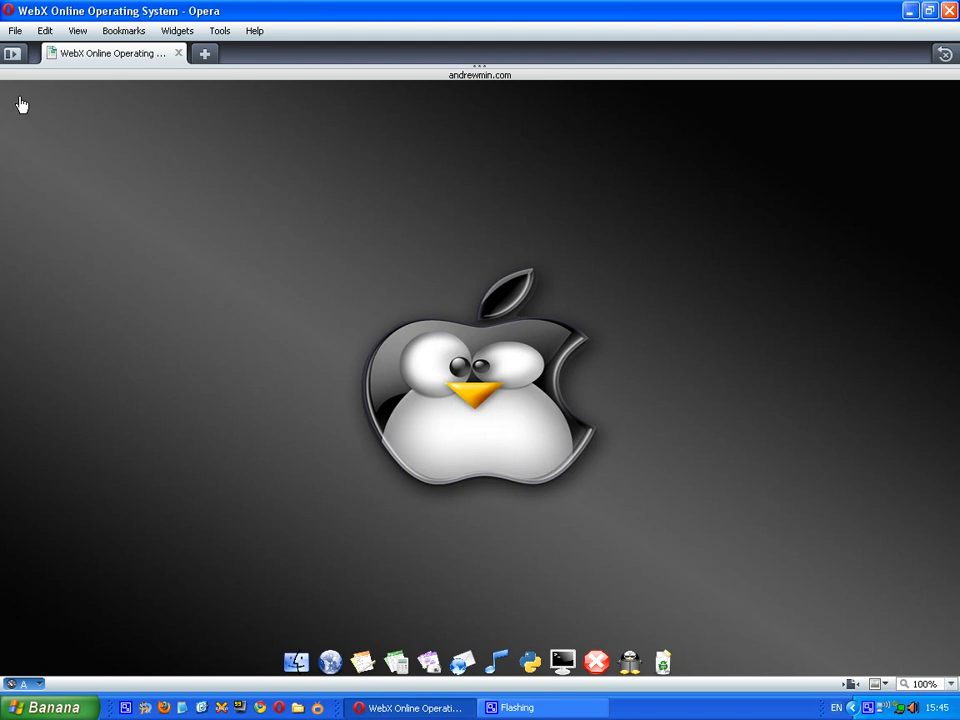 WebX Online Operating System - Opera
File Edit View Bookmarks Widgets Tools Help
WebX Online Operating ...
andrewmin.com
A
100%
Banana
WebX Online Operati...
Flashing
EN
15:45